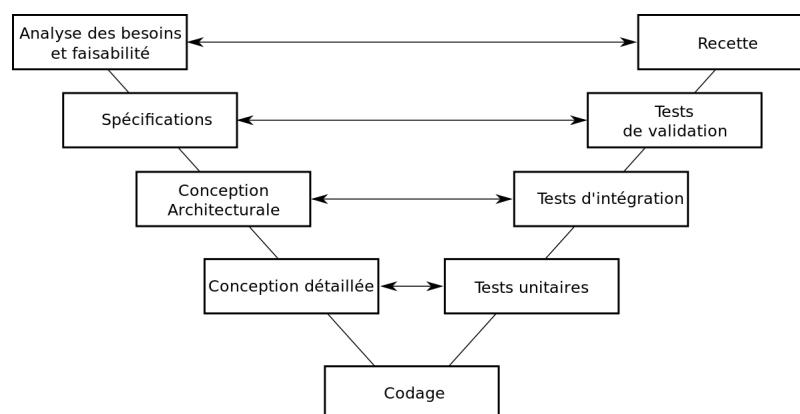 Analyse des besoins
et faisabilité
Recette
Spécifications
Tests
de validation
Conception
Architecturale
Tests d'intégration
Conception détaillée
Tests unitaires
Codage